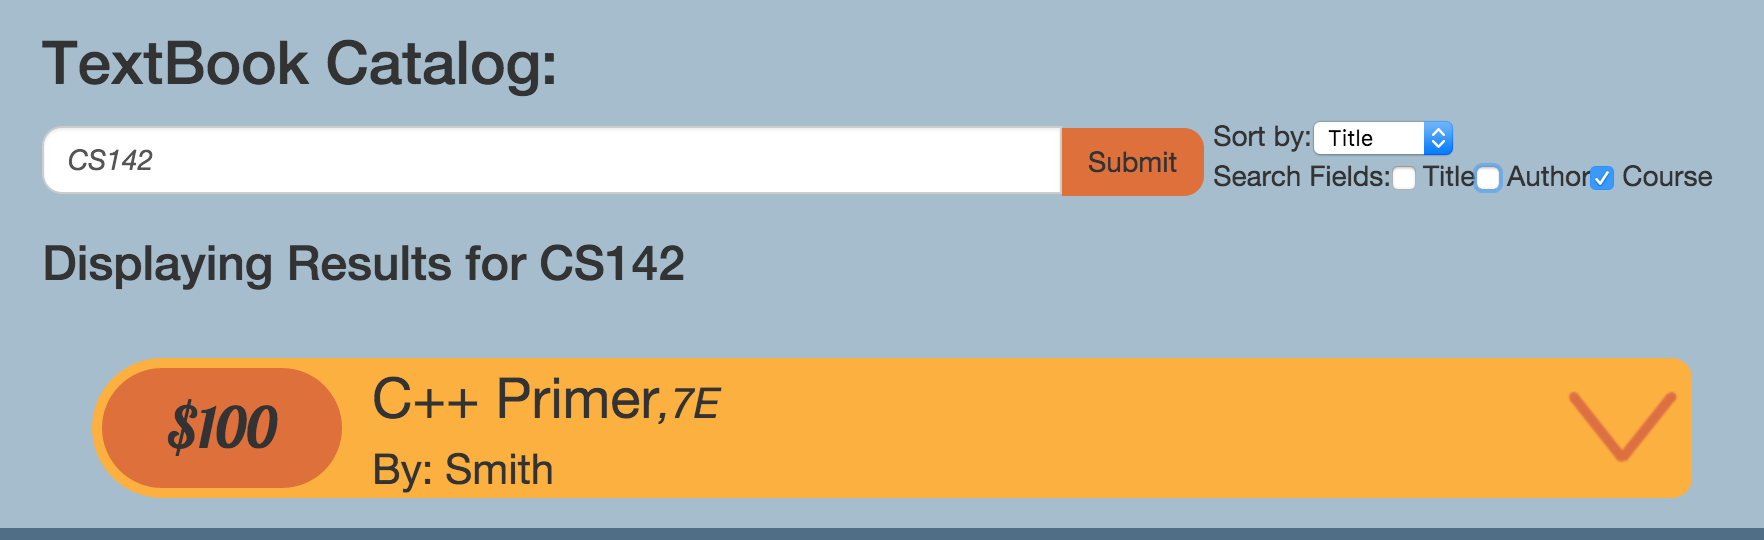 TextBook Catalog:
CS142
Submit
Sort by: Title
Search Fields: Title Author Course
Displaying Results for CS142
$100
C++ Primer,7E
By: Smith